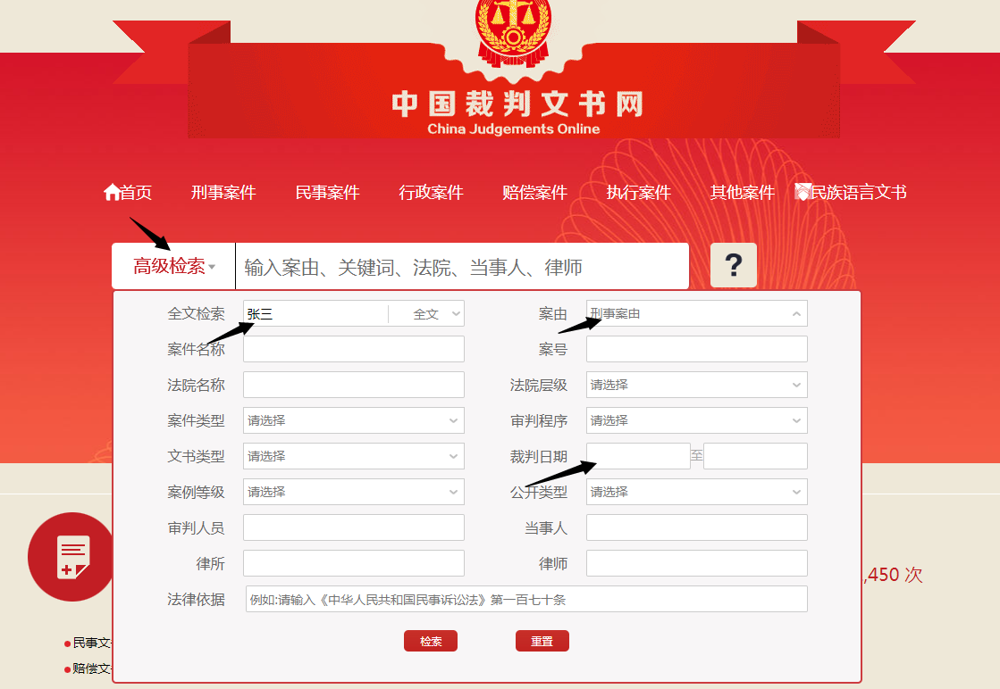 中国裁判文书网
China Judgements Online
首页 刑事案件 民事案件 行政案件 赔偿案件 执行案件 其他案件 民族语言文书
高级检索 输入案由、关键词、法院、当事人、律师 ?
全文检索 张三 全文 案由 刑事案由
案件名称 案号
法院名称 法院层级 请选择
案件类型 请选择 审判程序 请选择
文书类型 请选择 裁判日期 至
案例等级 请选择 公开类型 请选择
审判人员 当事人
律所 律师
,450 次
法律依据 例如:请输入《中华人民共和国民事诉讼法》第一百七十条
检索 重置
民事文
赔偿文